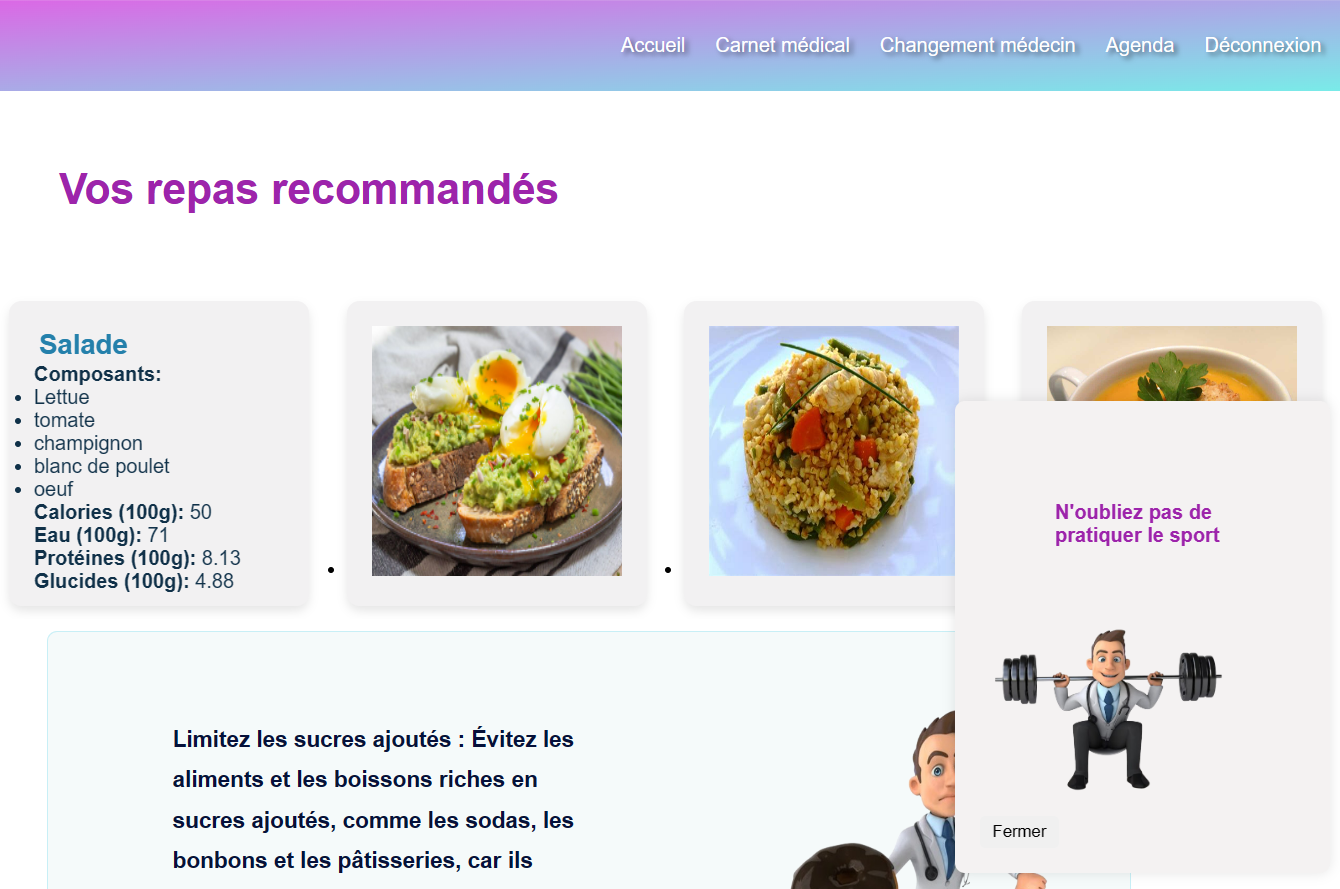 Accueil Carnet médical Changement médecin Agenda Déconnexion
Vos repas recommandés
Salade
Composants:
Lettue
tomate
champignon
blanc de poulet
oeuf
Calories (100g): 50
Eau (100g): 71
Protéines (100g): 8.13
Glucides (100g): 4.88
N'oubliez pas de
pratiquer le sport
Fermer
Limitez les sucres ajoutés : Évitez les
aliments et les boissons riches en
sucres ajoutés, comme les sodas, les
bonbons et les pâtisseries, car ils